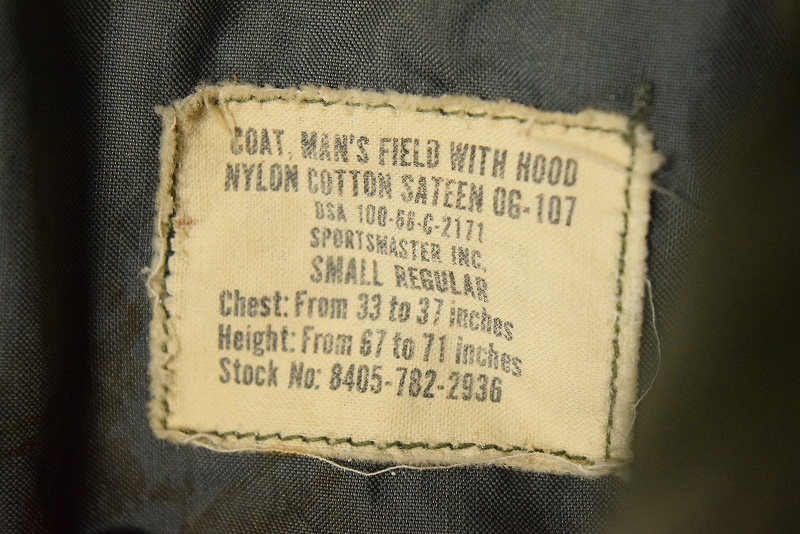 COAT, MAN'S FIELD WITH HOOD
NYLON COTTON SATEEN OG-107
DSA 100-66-C-2171
SPORTSMASTER INC.
SMALL REGULAR
Chest: From 33 to 37 inches
Height: From 67 to 71 inches
Stock No: 8405-782-2936